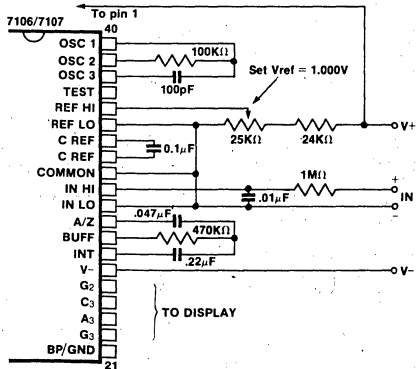 To pin 1
7106/7107
40
OSC 1
OSC 2
OSC 3
TEST
REF HI
REF LO
C REF
C REF
COMMON
IN HI
IN LO
A/Z
BUFF
INT
V-
G2
C3
A3
G3
BP/GND
21
100KΩ
100pF
Set Vref = 1.000V
25KΩ
24KΩ
V+
0.1µF
1MΩ
.01µF
+
IN
-
.047µF
470KΩ
.22µF
V-
TO DISPLAY